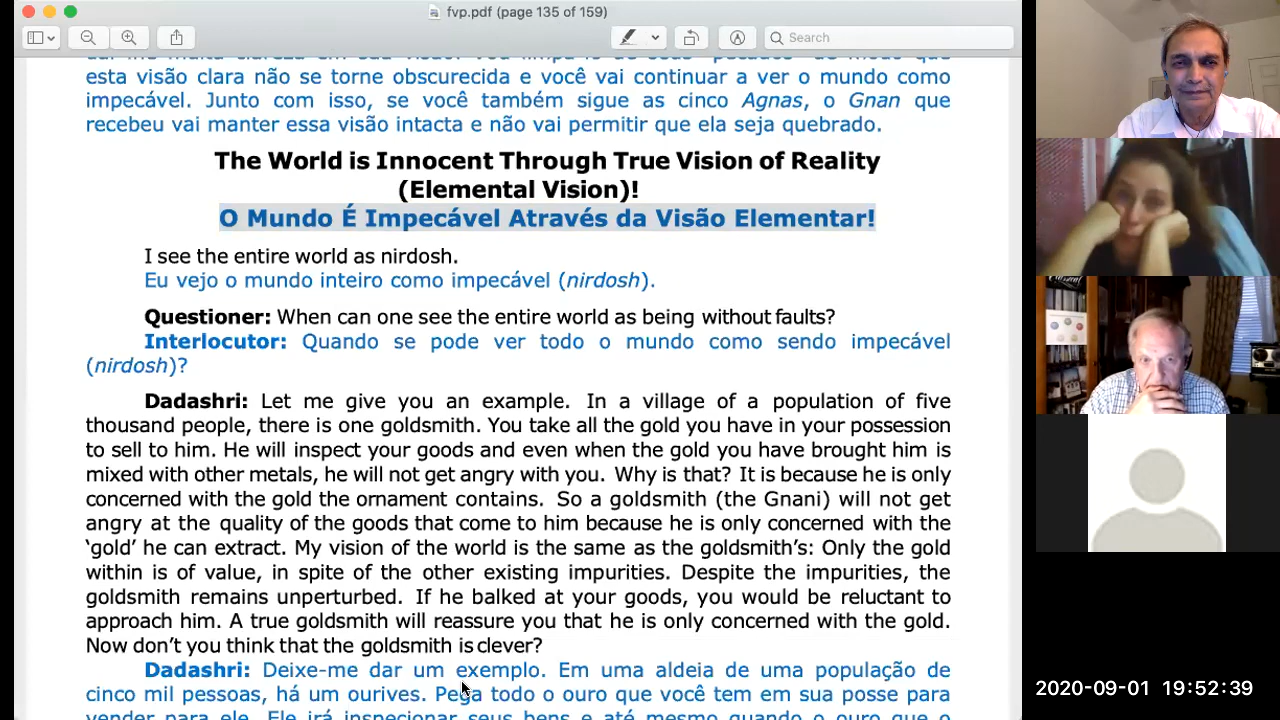 fvp.pdf (page 135 of 159)
Search
esta visão clara não se torne obscurecida e você vai continuar a ver o mundo como
impecável. Junto com isso, se você também sigue as cinco Agnas, o Gnan que
recebeu vai manter essa visão intacta e não vai permitir que ela seja quebrado.
The World is Innocent Through True Vision of Reality
(Elemental Vision)!
O Mundo É Impecável Através da Visão Elementar!
I see the entire world as nirdosh.
Eu vejo o mundo inteiro como impecável (nirdosh).
Questioner: When can one see the entire world as being without faults?
Interlocutor: Quando se pode ver todo o mundo como sendo impecável
(nirdosh)?
Dadashri: Let me give you an example. In a village of a population of five
thousand people, there is one goldsmith. You take all the gold you have in your possession
to sell to him. He will inspect your goods and even when the gold you have brought him is
mixed with other metals, he will not get angry with you. Why is that? It is because he is only
concerned with the gold the ornament contains. So a goldsmith (the Gnani) will not get
angry at the quality of the goods that come to him because he is only concerned with the
‘gold’ he can extract. My vision of the world is the same as the goldsmith’s: Only the gold
within is of value, in spite of the other existing impurities. Despite the impurities, the
goldsmith remains unperturbed. If he balked at your goods, you would be reluctant to
approach him. A true goldsmith will reassure you that he is only concerned with the gold.
Now don’t you think that the goldsmith is clever?
Dadashri: Deixe-me dar um exemplo. Em uma aldeia de uma população de
cinco mil pessoas, há um ourives. Pega todo o ouro que você tem em sua posse para
vender para ele. Ele irá inspecionar seus bens e até mesmo quando o ouro que o
2020-09-01 19:52:39